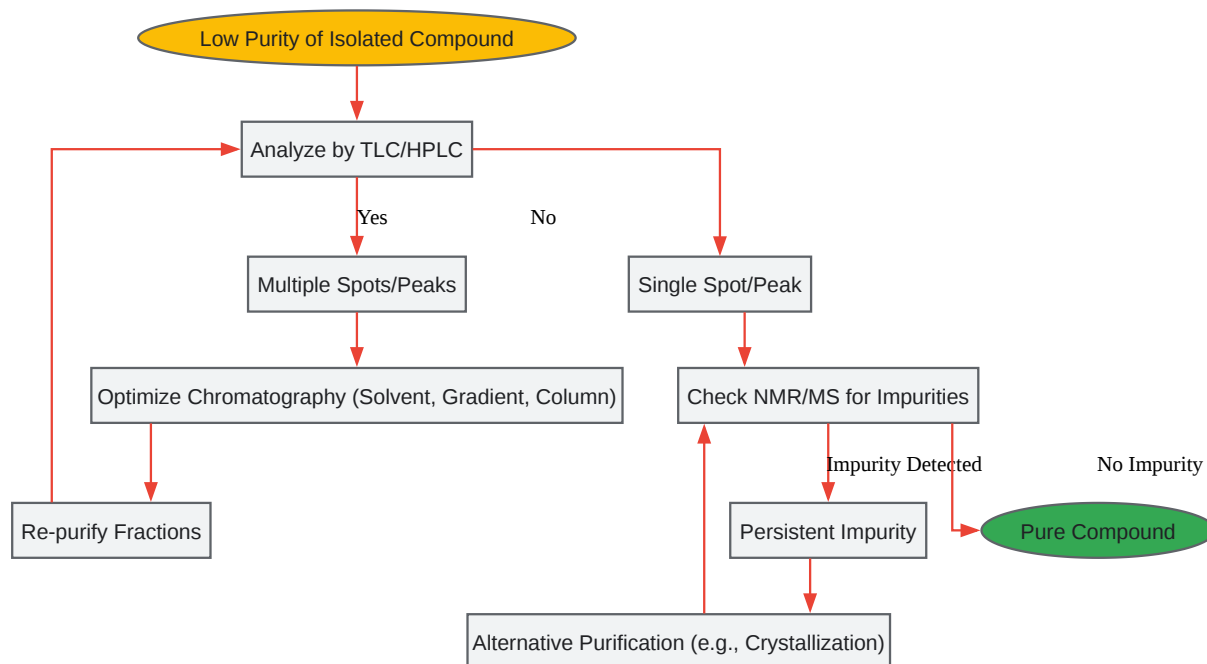 Low Purity of Isolated Compound
Analyze by TLC/HPLC
Yes
No
Multiple Spots/Peaks
Single Spot/Peak
Optimize Chromatography (Solvent, Gradient, Column)
Check NMR/MS for Impurities
Impurity Detected
No Impurity
Re-purify Fractions
Persistent Impurity
Pure Compound
Alternative Purification (e.g., Crystallization)